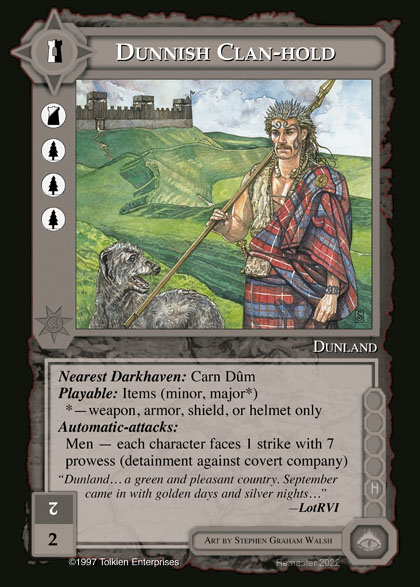 Dunnish Clan-hold
Dunland
Nearest Darkhaven: Carn Dûm
Playable: Items (minor, major*)
*—weapon, armor, shield, or helmet only
Automatic-attacks:
Men — each character faces 1 strike with 7
prowess (detainment against covert company)
“Dunland… a green and pleasant country. September
came in with golden days and silver nights…”
–LotRVI
H
2
2
Art by Stephen Graham Walsh
©1997 Tolkien Enterprises
Remaster 2022